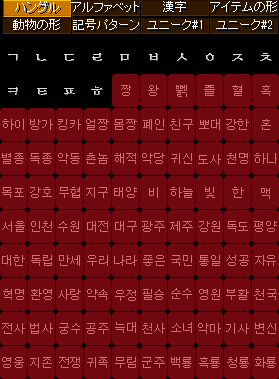 ハングル アルファベット 漢字 アイテムの形
動物の形 記号パターン ユニーク#1 ユニーク#2
ㄱ ㄴ ㄷ ㄹ ㅁ ㅂ ㅅ ㅇ ㅈ ㅊ
ㅋ ㅌ ㅍ ㅎ 짱 왕 뷁 즐 혈 혹
하이 방가 킹카 얼짱 몸짱 폐인 친구 뽀대 강한 혼
별종 동족 악동 촌놈 해적 악당 귀신 도사 천명 하나
목포 강호 무협 지구 태양 비 하늘 빛 한 맥
서울 인천 수원 대전 대구 광주 제주 강원 독도 평양
대한 독립 만세 우리 나라 좋은 국민 통일 성공 자유
혁명 환영 사랑 약속 우정 필승 순수 영원 부활 천국
전사 법사 궁수 공주 늑대 천사 소녀 악마 기사 변신
영웅 지존 전쟁 귀족 무림 군주 백룡 흑룡 청룡 화룡